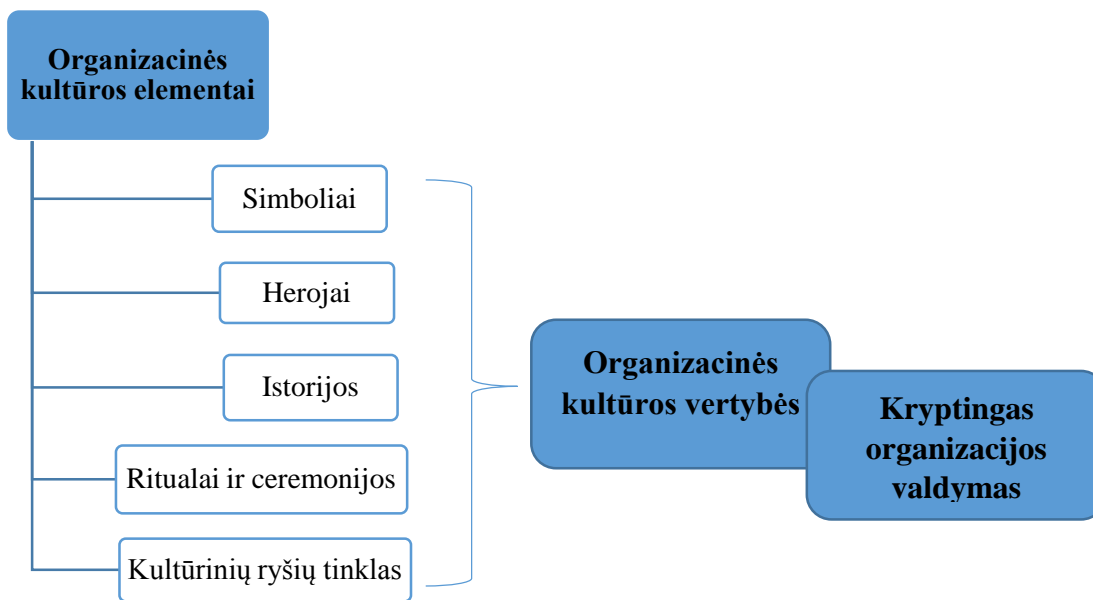 Organizacinės
kultūros elementai
Simboliai
Herojai
Istorijos
Ritualai ir ceremonijos
Kultūrinių ryšių tinklas
Organizacinės
kultūros vertybės
Kryptingas
organizacijos
valdymas